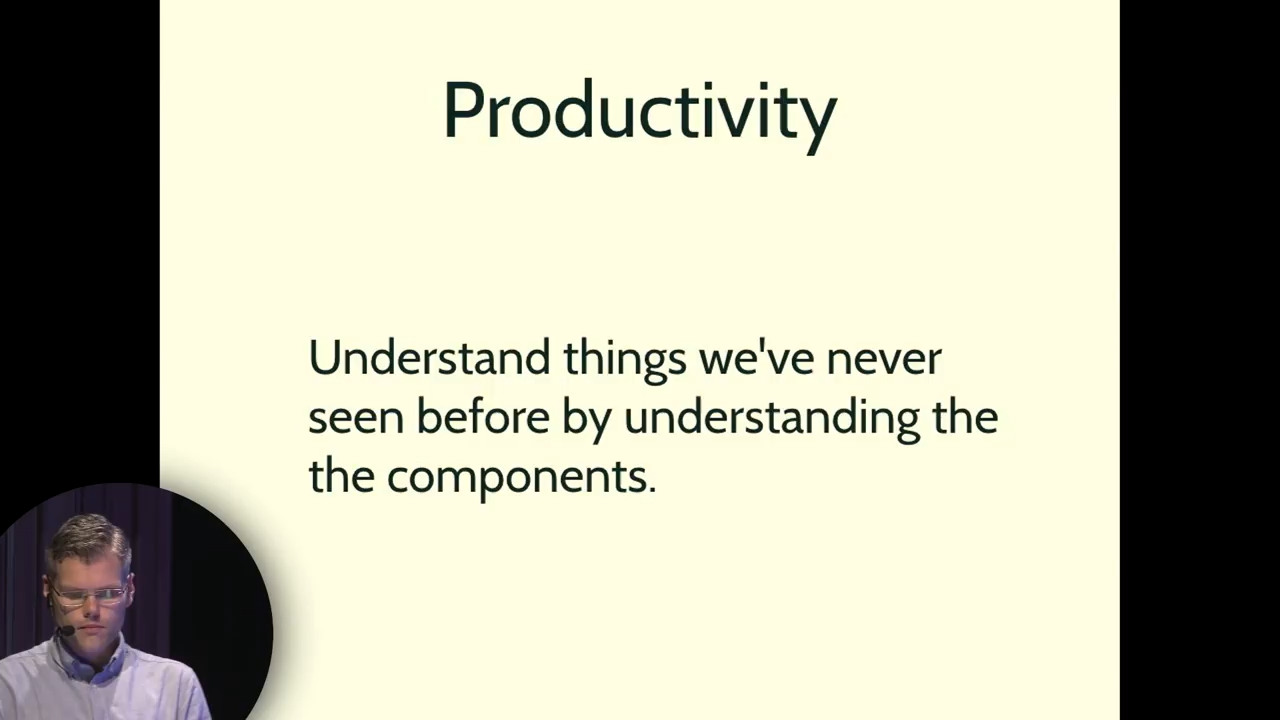 Productivity
Understand things we've never
seen before by understanding the
the components.